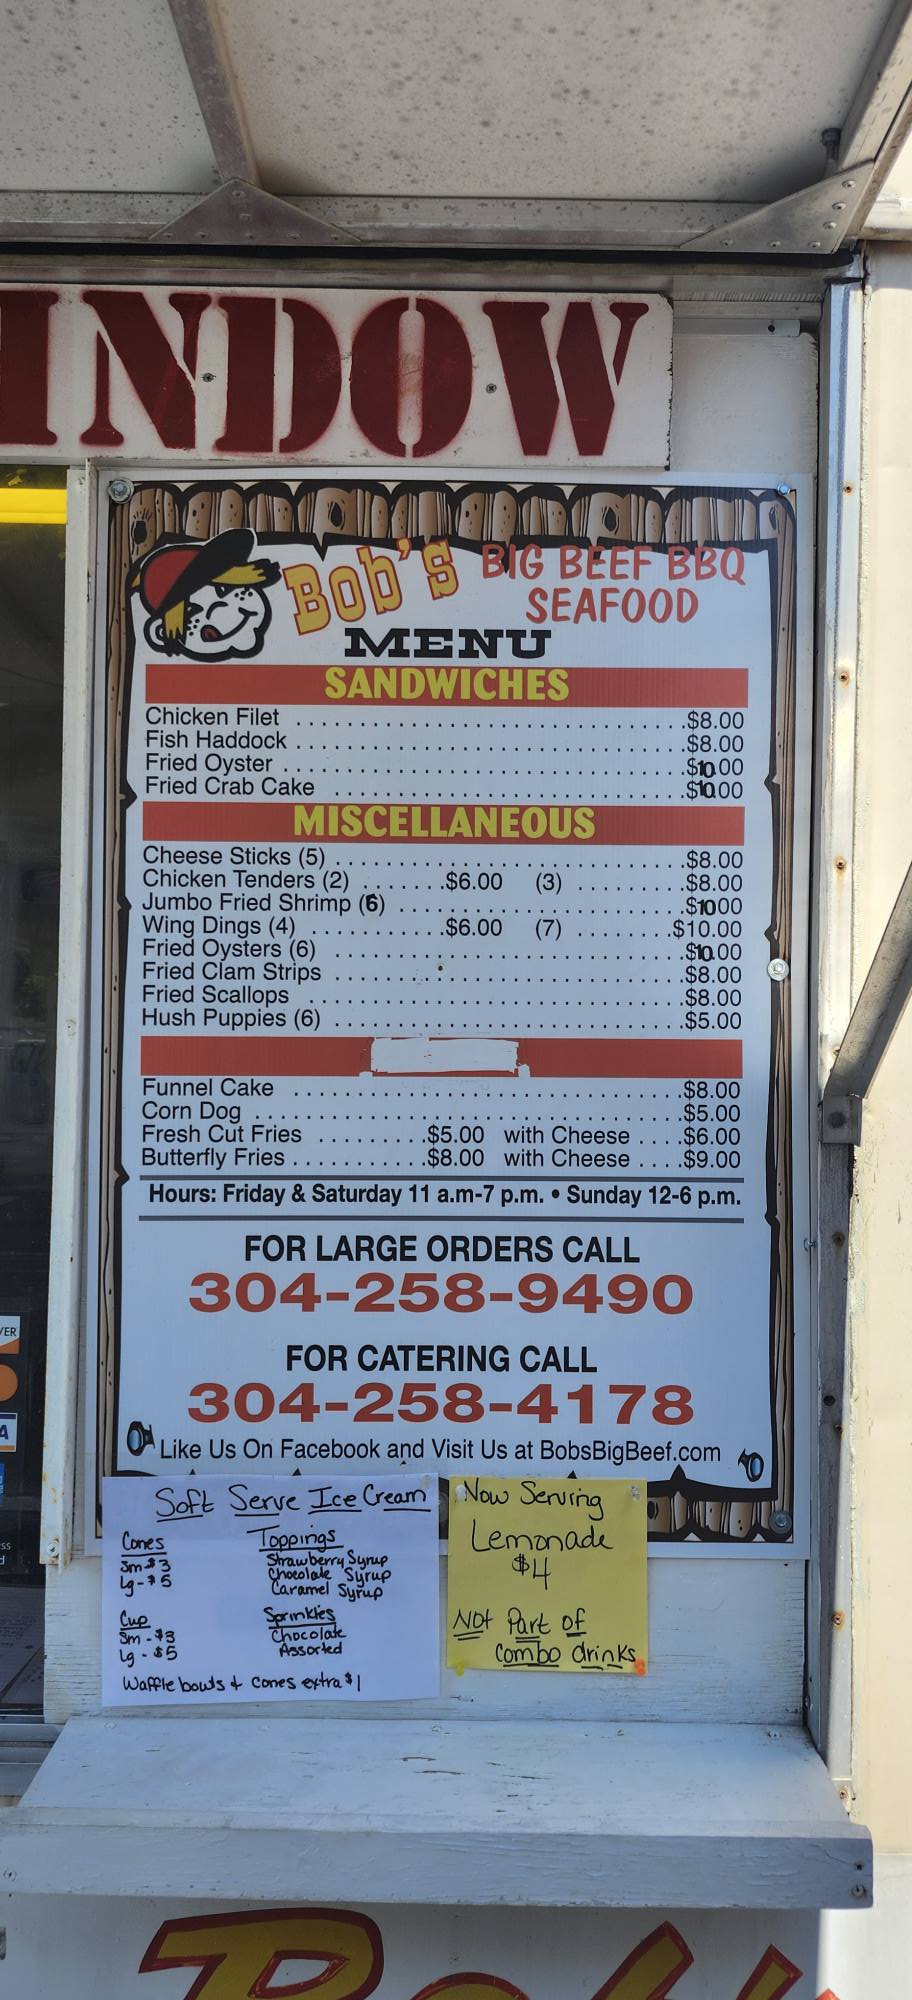 INDOW
Bob's BIG BEEF BBQ
SEAFOOD
MENU
SANDWICHES
Chicken Filet ........ $8.00
Fish Haddock ........ $8.00
Fried Oyster ........ $10.00
Fried Crab Cake ........ $10.00
MISCELLANEOUS
Cheese Sticks (5) ........ $8.00
Chicken Tenders (2) ....... $6.00 (3) ........ $8.00
Jumbo Fried Shrimp (6) ........ $10.00
Wing Dings (4) ........ $6.00 (7) ........ $10.00
Fried Oysters (6) ........ $10.00
Fried Clam Strips ........ $8.00
Fried Scallops ........ $8.00
Hush Puppies (6) ........ $5.00
Funnel Cake ........ $8.00
Corn Dog ........ $5.00
Fresh Cut Fries ........ $5.00 with Cheese .... $6.00
Butterfly Fries ........ $8.00 with Cheese .... $9.00
Hours: Friday & Saturday 11 a.m-7 p.m. • Sunday 12-6 p.m.
FOR LARGE ORDERS CALL
304-258-9490
FOR CATERING CALL
304-258-4178
Like Us On Facebook and Visit Us at BobsBigBeef.com
Soft Serve Ice Cream
Cones
Sm-$3
Lg-$5
Cup
Sm-$3
Lg-$5
Toppings
Strawberry Syrup
Chocolate Syrup
Caramel Syrup
Sprinkles
Chocolate
Assorted
Waffle bowls & cones extra $1
Now Serving
Lemonade
$4
Not Part of
combo drinks